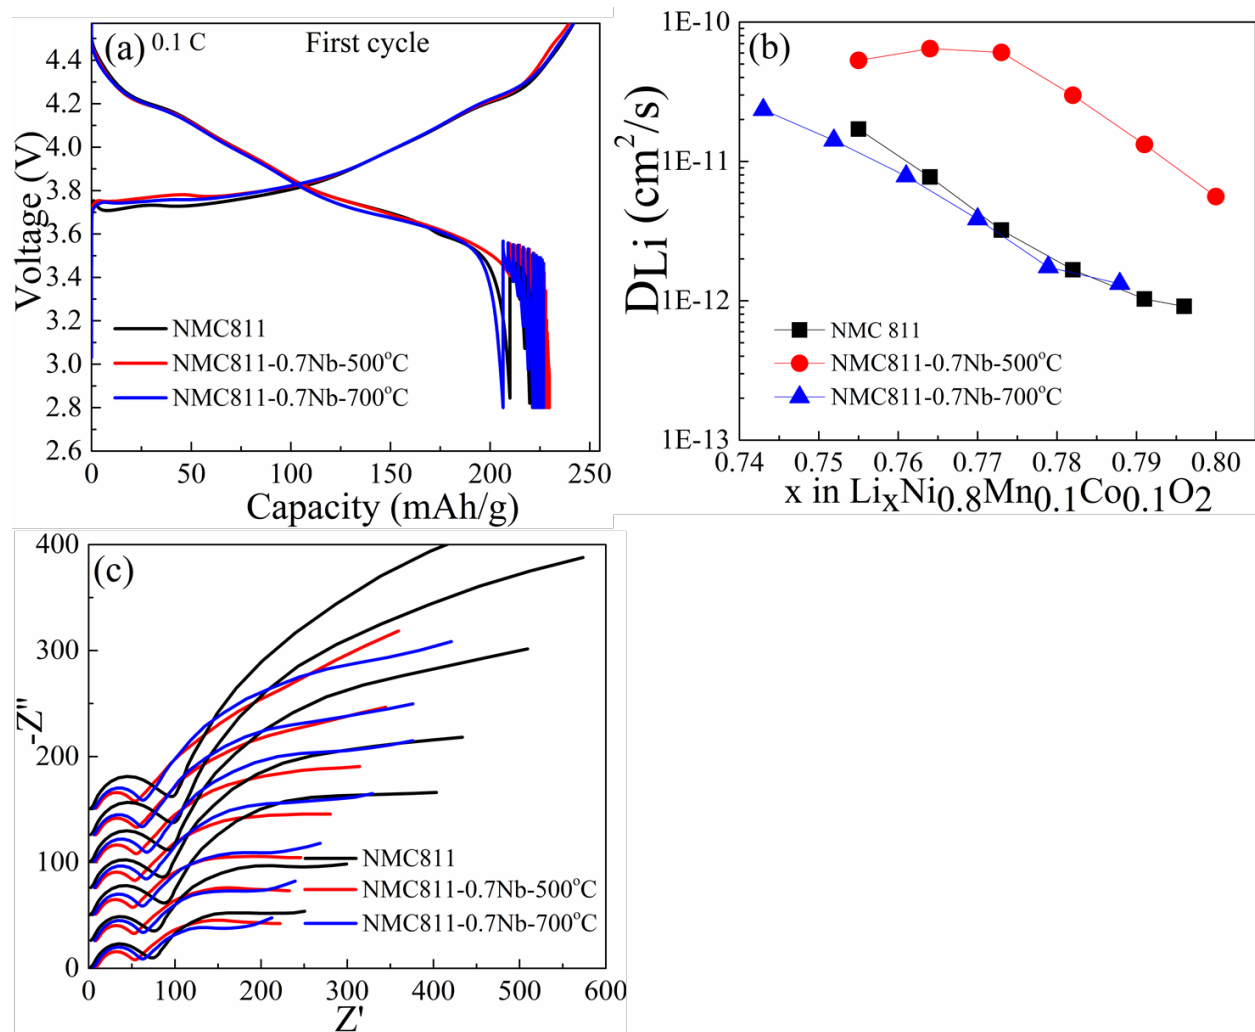 (a) 0.1 C First cycle
4.4
4.2
4.0
3.8
3.6
3.4
3.2
3.0
2.8
2.6
Voltage (V)
NMC811
NMC811-0.7Nb-500°C
NMC811-0.7Nb-700°C
0 50 100 150 200 250
Capacity (mAh/g)
(b)
1E-10
1E-11
1E-12
1E-13
DLi (cm²/s)
NMC 811
NMC811-0.7Nb-500°C
NMC811-0.7Nb-700°C
0.74 0.75 0.76 0.77 0.78 0.79 0.80
x in LiₓNi₀.₈Mn₀.₁Co₀.₁O₂
(c)
400
300
200
100
0
-Z"
NMC811
NMC811-0.7Nb-500°C
NMC811-0.7Nb-700°C
0 100 200 300 400 500 600
Z'